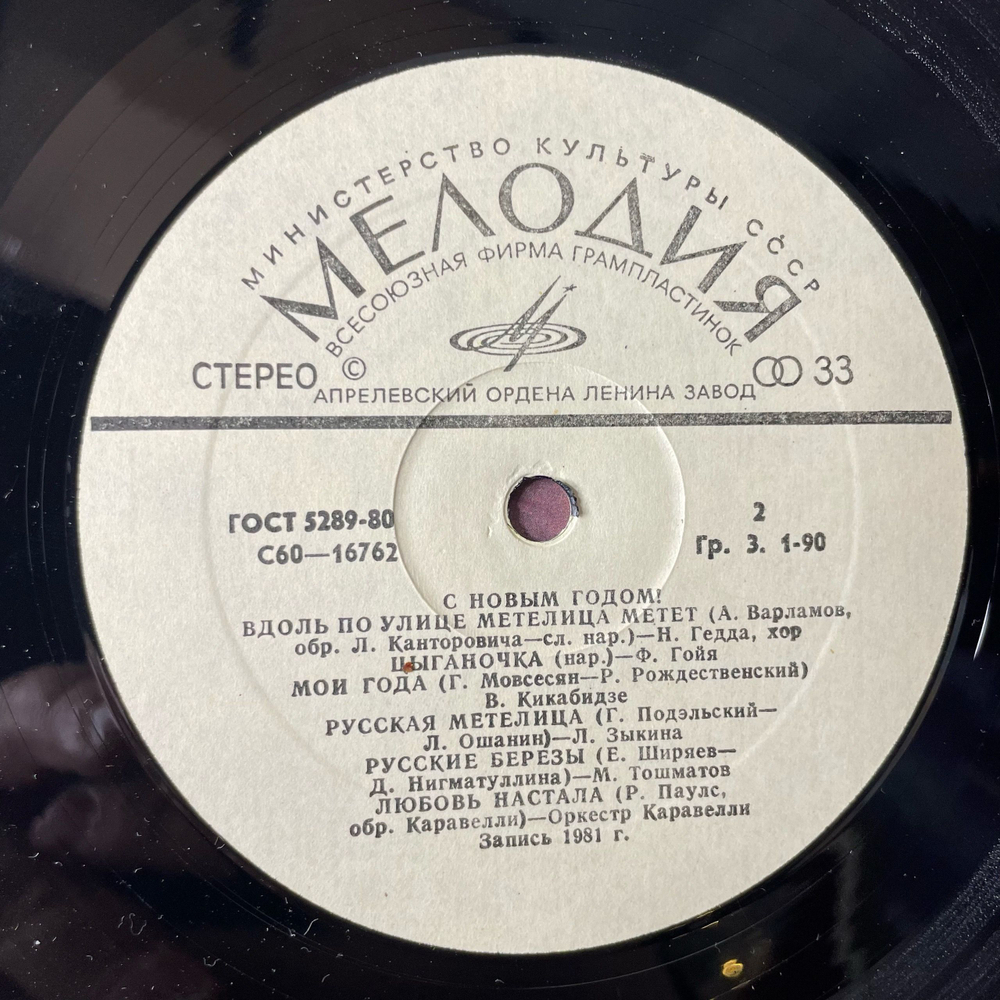 МИНИСТЕРСТВО КУЛЬТУРЫ СССР
МЕЛОДИЯ
ВСЕСОЮЗНАЯ ФИРМА ГРАМПЛАСТИНОК
СТЕРЕО © 33
АПРЕЛЕВСКИЙ ОРДЕНА ЛЕНИНА ЗАВОД
ГОСТ 5289-80 2
С60—16762 Гр. 3. 1-90
С НОВЫМ ГОДОМ!
ВДОЛЬ ПО УЛИЦЕ МЕТЕЛИЦА МЕТЕТ (А. Варламов,
обр. Л. Канторовича—сл. нар.)—Н. Гедда, хор
ЦЫГАНОЧКА (нар.)—Ф. Гойя
МОИ ГОДА (Г. Мовсесян—Р. Рождественский)
В. Кикабидзе
РУССКАЯ МЕТЕЛИЦА (Г. Подэльский—
Л. Ошанин)—Л. Зыкина
РУССКИЕ БЕРЕЗЫ (Е. Ширяев—
Д. Нигматуллина)—М. Тошматов
ЛЮБОВЬ НАСТАЛА (Р. Паулс,
обр. Каравелли)—Оркестр Каравелли
Запись 1981 г.